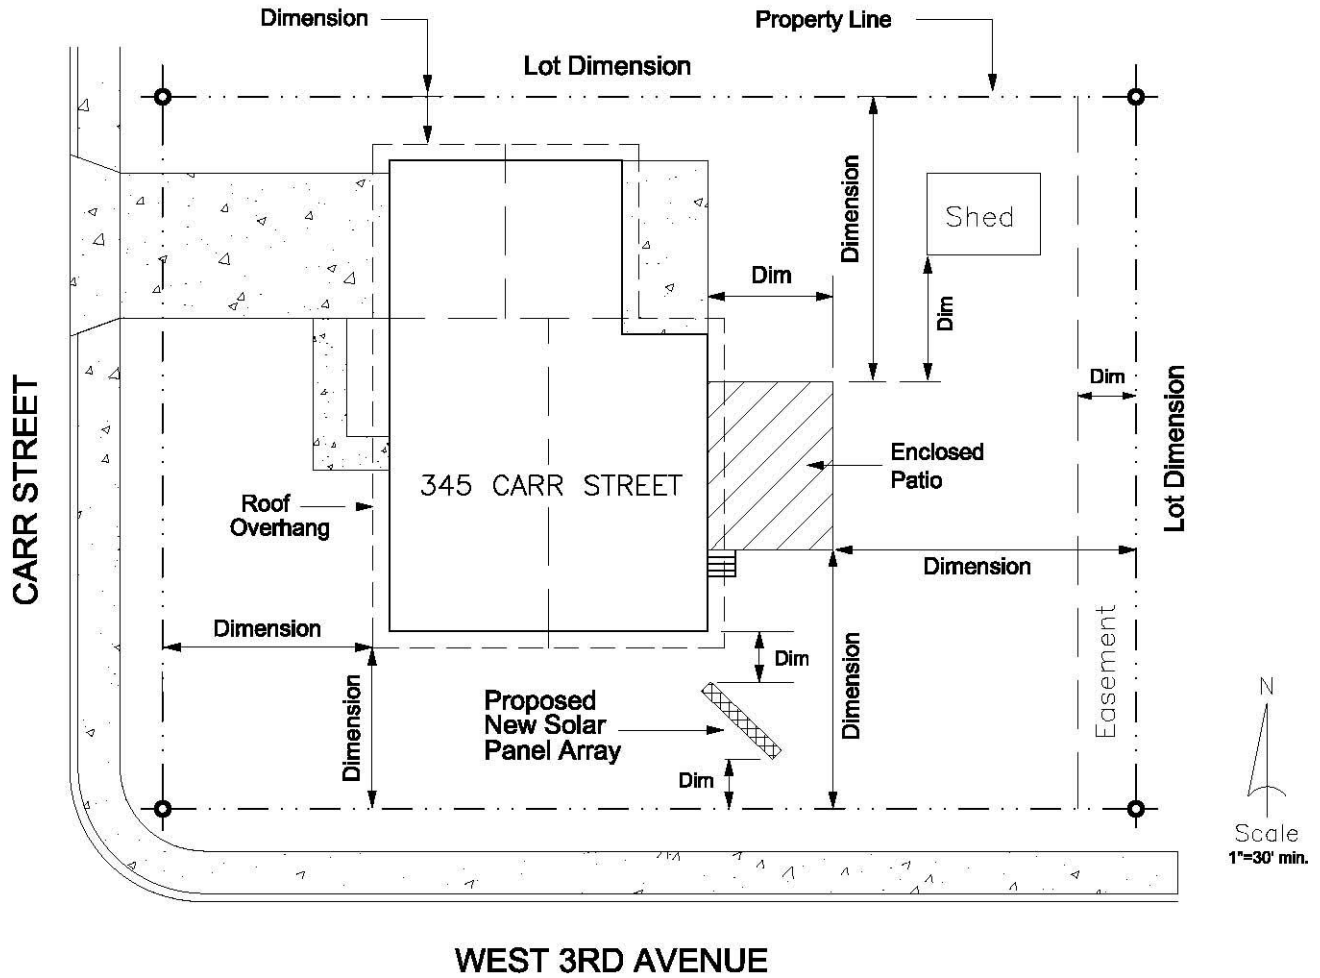 Dimension
Property Line
Lot Dimension
Dimension
Shed
Dim
Dim
Dim
Lot Dimension
CARR STREET
Enclosed
Patio
345 CARR STREET
Roof
Overhang
Dimension
Dimension
Dim
Easement
Dimension
Dimension
Proposed
New Solar
Panel Array
Dim
N
Scale
1"=30' min.
WEST 3RD AVENUE